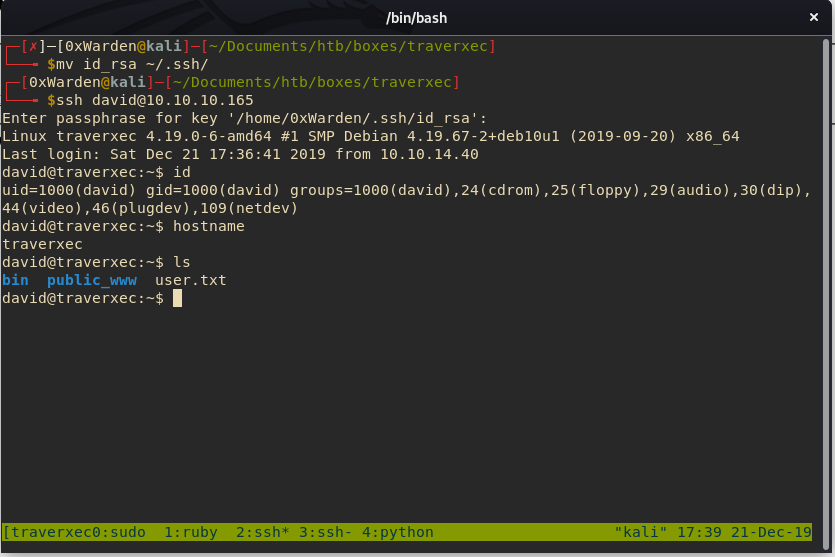 /bin/bash
┌─[✗]─[0xWarden@kali]─[~/Documents/htb/boxes/traverxec]
└──╼ $mv id_rsa ~/.ssh/
┌─[0xWarden@kali]─[~/Documents/htb/boxes/traverxec]
└──╼ $ssh david@10.10.10.165
Enter passphrase for key '/home/0xWarden/.ssh/id_rsa':
Linux traverxec 4.19.0-6-amd64 #1 SMP Debian 4.19.67-2+deb10u1 (2019-09-20) x86_64
Last login: Sat Dec 21 17:36:41 2019 from 10.10.14.40
david@traverxec:~$ id
uid=1000(david) gid=1000(david) groups=1000(david),24(cdrom),25(floppy),29(audio),30(dip),
44(video),46(plugdev),109(netdev)
david@traverxec:~$ hostname
traverxec
david@traverxec:~$ ls
bin  public_www  user.txt
david@traverxec:~$
[traverxec0:sudo  1:ruby  2:ssh* 3:ssh- 4:python "kali" 17:39 21-Dec-19